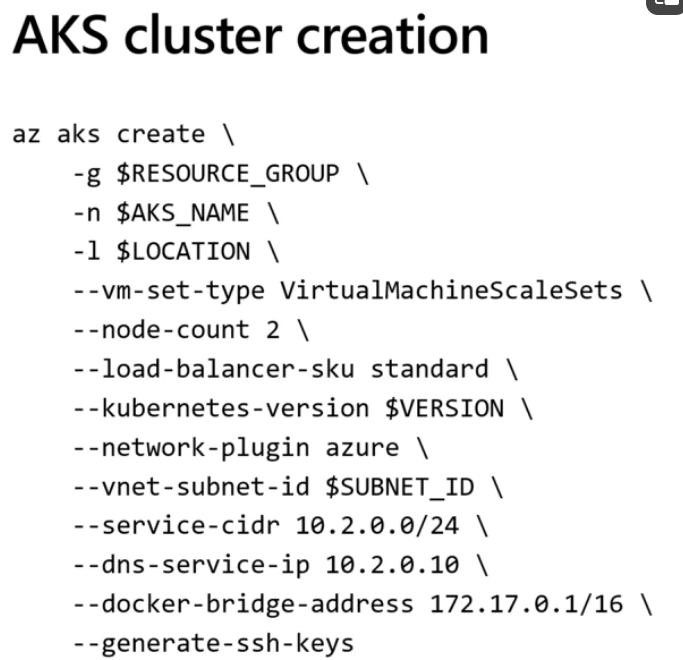 AKS cluster creation
az aks create \
-g $RESOURCE_GROUP \
-n $AKS_NAME \
-l $LOCATION \
--vm-set-type VirtualMachineScaleSets \
--node-count 2 \
--load-balancer-sku standard \
--kubernetes-version $VERSION \
--network-plugin azure \
--vnet-subnet-id $SUBNET_ID \
--service-cidr 10.2.0.0/24 \
--dns-service-ip 10.2.0.10 \
--docker-bridge-address 172.17.0.1/16 \
--generate-ssh-keys